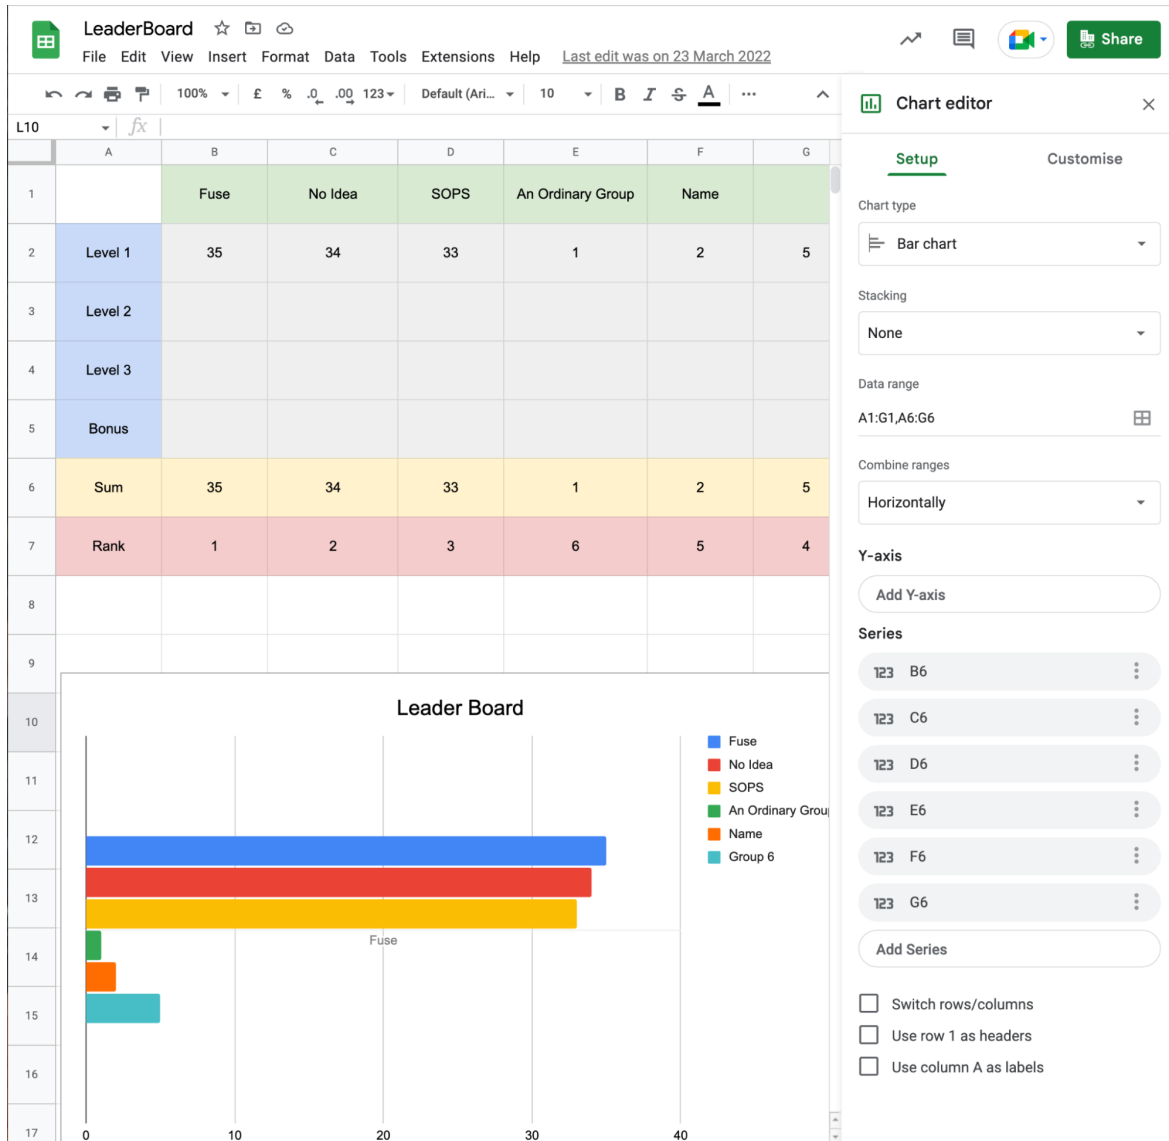 LeaderBoard
File Edit View Insert Format Data Tools Extensions Help Last edit was on 23 March 2022
Share
100% £ % .0 .00 123 Default (Ari... 10 B I S A ...
L10 fx
A B C D E F G
1 Fuse No Idea SOPS An Ordinary Group Name
2 Level 1 35 34 33 1 2 5
3 Level 2
4 Level 3
5 Bonus
6 Sum 35 34 33 1 2 5
7 Rank 1 2 3 6 5 4
8
9
10
11
12
13
14
15
16
17
Leader Board
Fuse
No Idea
SOPS
An Ordinary Grou
Name
Group 6
Fuse
0 10 20 30 40
Chart editor
Setup Customise
Chart type
Bar chart
Stacking
None
Data range
A1:G1,A6:G6
Combine ranges
Horizontally
Y-axis
Add Y-axis
Series
123 B6
123 C6
123 D6
123 E6
123 F6
123 G6
Add Series
Switch rows/columns
Use row 1 as headers
Use column A as labels